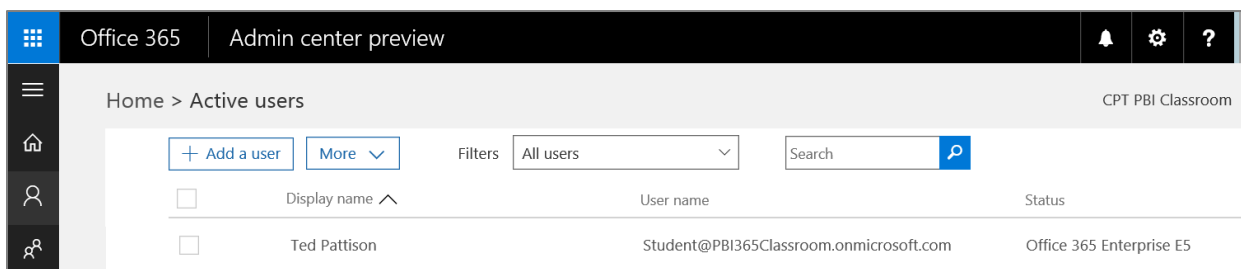 Office 365 Admin center preview ?
Home > Active users CPT PBI Classroom
+ Add a user More Filters All users Search
Display name User name Status
Ted Pattison Student@PBI365Classroom.onmicrosoft.com Office 365 Enterprise E5